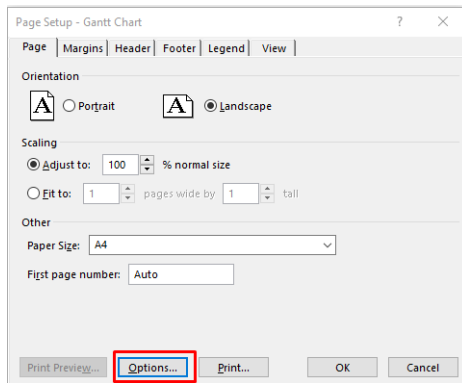 Page Setup - Gantt Chart ?
Page Margins Header Footer Legend View
Orientation
A Portrait A Landscape
Scaling
Adjust to: 100 % normal size
Fit to: 1 pages wide by 1 tall
Other
Paper Size: A4
First page number: Auto
Print Preview... Options... Print... OK Cancel